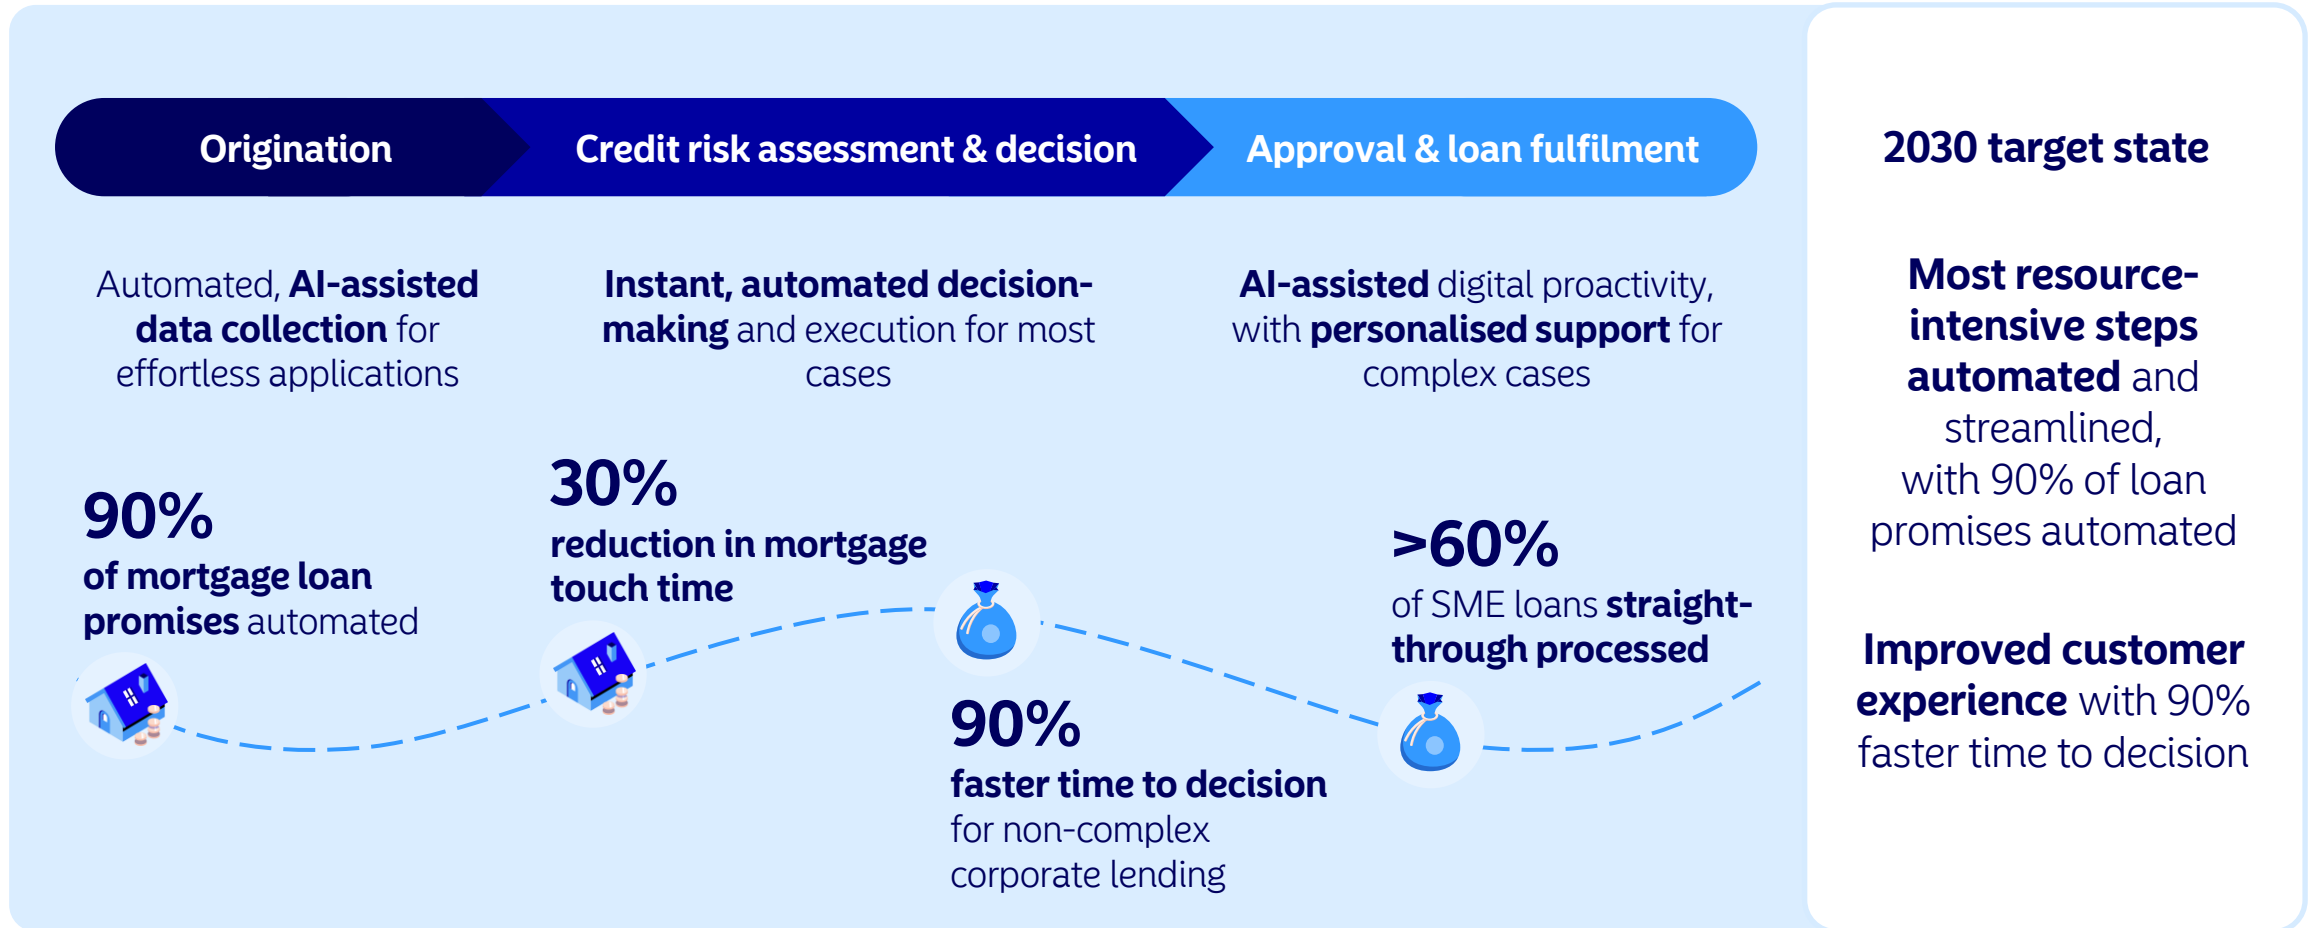 Origination
Credit risk assessment & decision
Approval & loan fulfilment
2030 target state
Automated, AI-assisted
data collection for
effortless applications
Instant, automated decision-
making and execution for most
cases
AI-assisted digital proactivity,
with personalised support for
complex cases
90%
of mortgage loan
promises automated
30%
reduction in mortgage
touch time
90%
faster time to decision
for non-complex
corporate lending
>60%
of SME loans straight-
through processed
Most resource-
intensive steps
automated and
streamlined,
with 90% of loan
promises automated
Improved customer
experience with 90%
faster time to decision